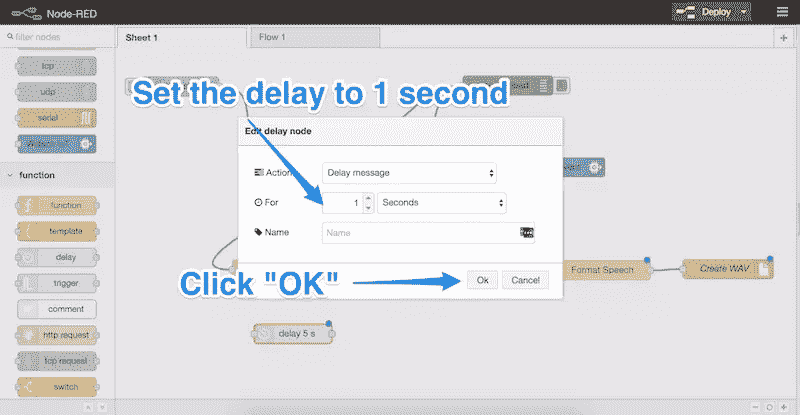 Node-RED
Deploy
filter nodes
Sheet 1
Flow 1
tcp
udp
serial
Set the delay to 1 second
Edit delay node
function
Action
Delay message
For
1
Seconds
function
template
Name
Name
delay
Format Speech
Create WAV
trigger
Click "OK"
Ok
Cancel
comment
http request
delay 5 s
tcp request
switch